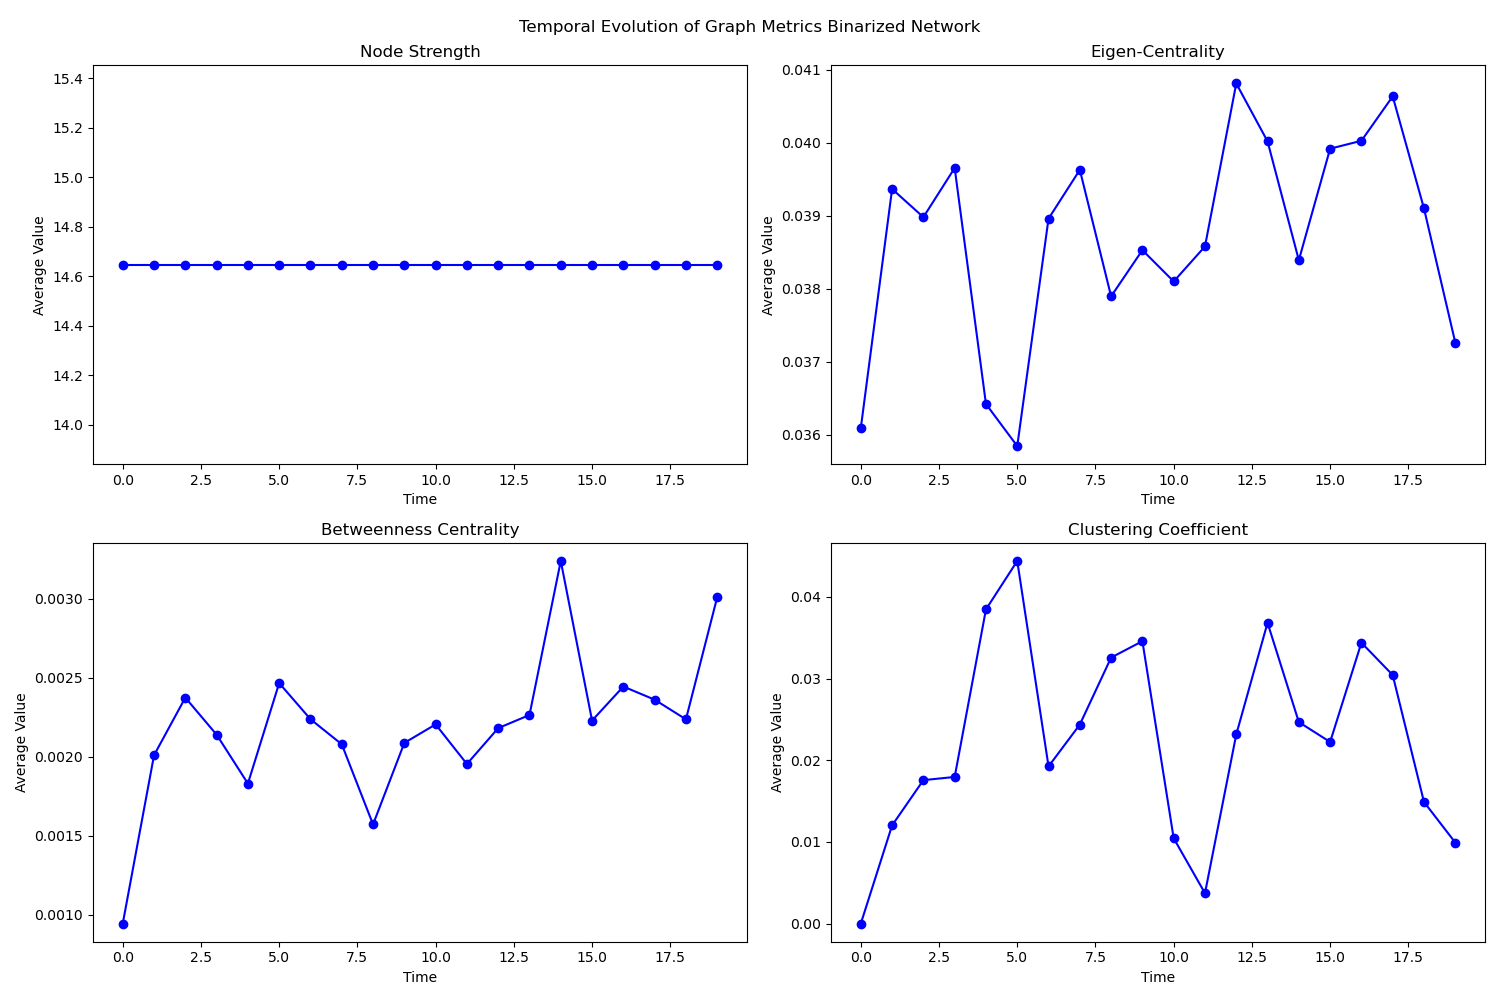 Temporal Evolution of Graph Metrics Binarized Network
Node Strength
15.4
15.2
15.0
14.8
14.6
14.4
14.2
14.0
Average Value
0.0 2.5 5.0 7.5 10.0 12.5 15.0 17.5
Time
Eigen-Centrality
0.041
0.040
0.039
0.038
0.037
0.036
Average Value
0.0 2.5 5.0 7.5 10.0 12.5 15.0 17.5
Time
Betweenness Centrality
0.0030
0.0025
0.0020
0.0015
0.0010
Average Value
0.0 2.5 5.0 7.5 10.0 12.5 15.0 17.5
Time
Clustering Coefficient
0.04
0.03
0.02
0.01
0.00
Average Value
0.0 2.5 5.0 7.5 10.0 12.5 15.0 17.5
Time